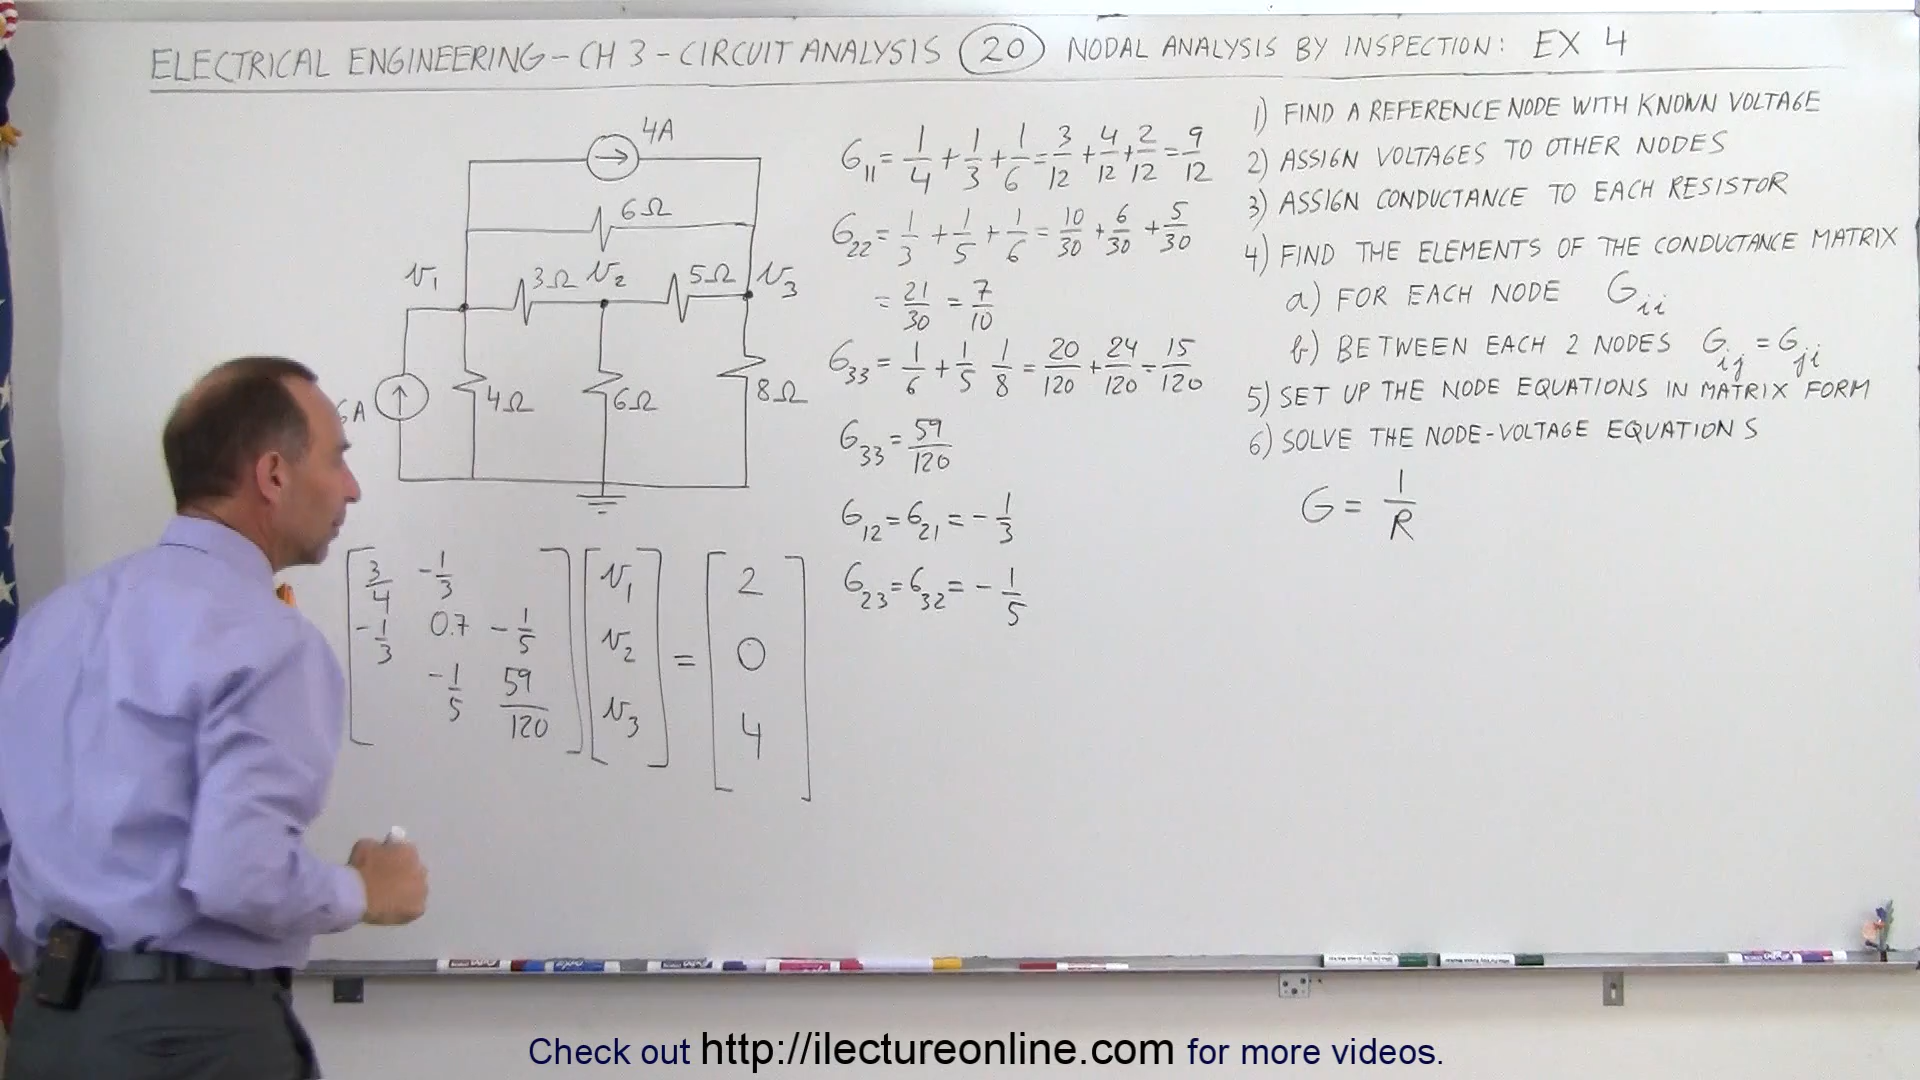 ELECTRICAL ENGINEERING - CH 3 - CIRCUIT ANALYSIS (20) NODAL ANALYSIS BY INSPECTION: EX 4
4A
6Ω
v₁ 3Ω v₂ 5Ω v₃
6A 4Ω 6Ω 8Ω
G₁₁ = 1/4 + 1/3 + 1/6 = 3/12 + 4/12 + 2/12 = 9/12
G₂₂ = 1/3 + 1/5 + 1/6 = 10/30 + 6/30 + 5/30
= 21/30 = 7/10
G₃₃ = 1/6 + 1/5 1/8 = 20/120 + 24/120 = 15/120
G₃₃ = 59/120
G₁₂ = G₂₁ = - 1/3
G₂₃ = G₃₂ = - 1/5
1) FIND A REFERENCE NODE WITH KNOWN VOLTAGE
2) ASSIGN VOLTAGES TO OTHER NODES
3) ASSIGN CONDUCTANCE TO EACH RESISTOR
4) FIND THE ELEMENTS OF THE CONDUCTANCE MATRIX
a) FOR EACH NODE Gᵢᵢ
b) BETWEEN EACH 2 NODES Gᵢⱼ = Gⱼᵢ
5) SET UP THE NODE EQUATIONS IN MATRIX FORM
6) SOLVE THE NODE-VOLTAGE EQUATIONS
G = 1/R
3/4 -1/3 v₁ 2
-1/3 0.7 -1/5 v₂ = 0
-1/5 59/120 v₃ 4
Check out http://ilectureonline.com for more videos.